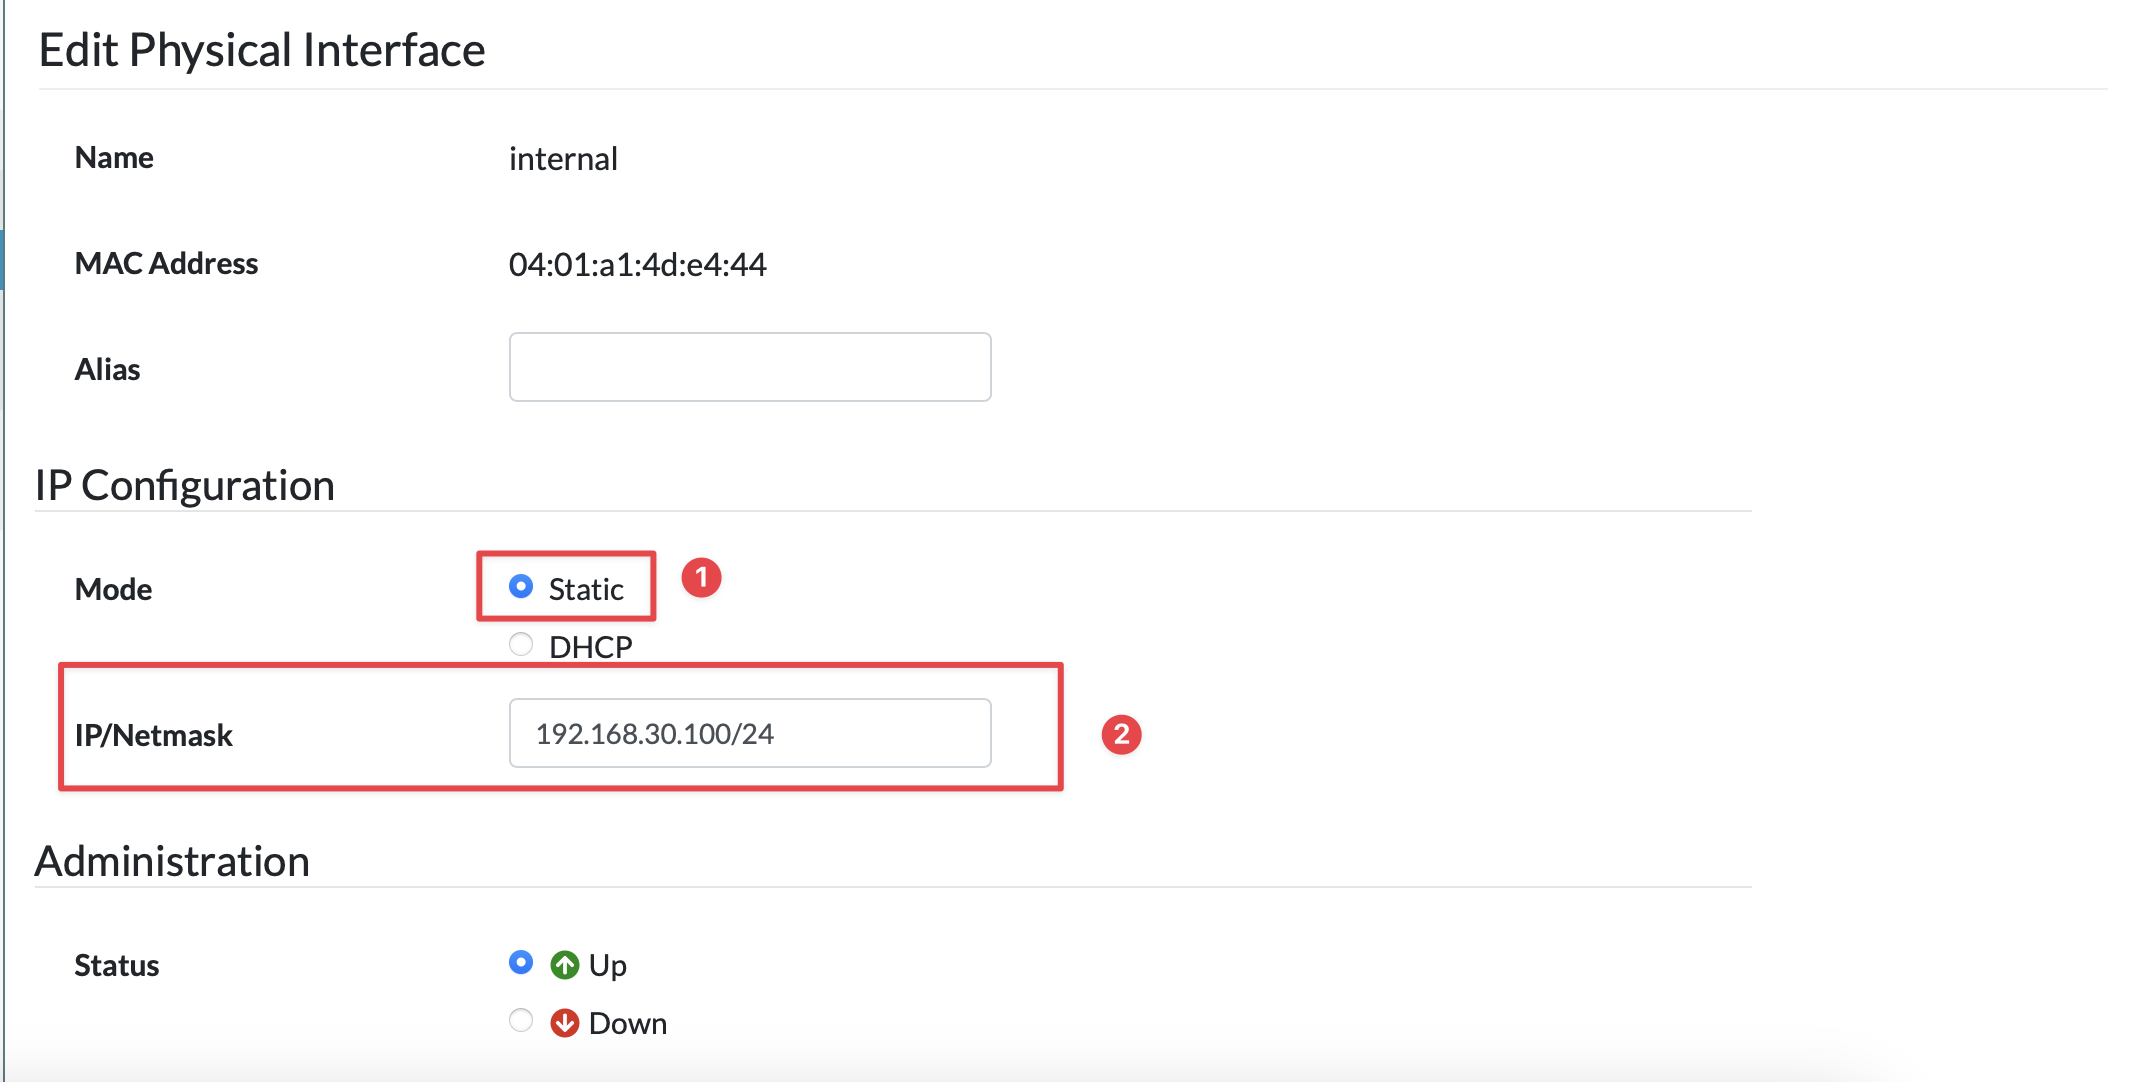 Edit Physical Interface
Name internal
MAC Address 04:01:a1:4d:e4:44
Alias
IP Configuration
Mode Static 1
DHCP
IP/Netmask 192.168.30.100/24 2
Administration
Status Up
Down